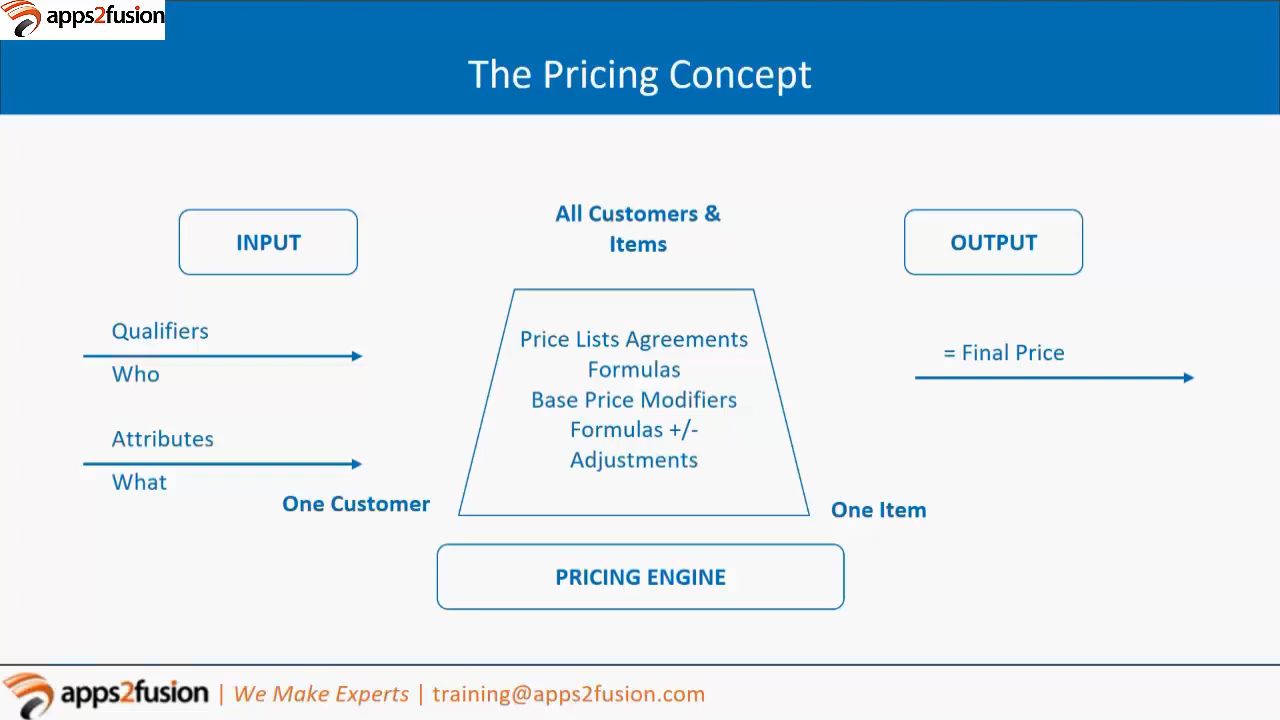 apps2fusion
The Pricing Concept
All Customers &
Items
INPUT
OUTPUT
Qualifiers
Who
Attributes
What
One Customer
Price Lists Agreements
Formulas
Base Price Modifiers
Formulas +/-
Adjustments
= Final Price
One Item
PRICING ENGINE
apps2fusion | We Make Experts | training@apps2fusion.com